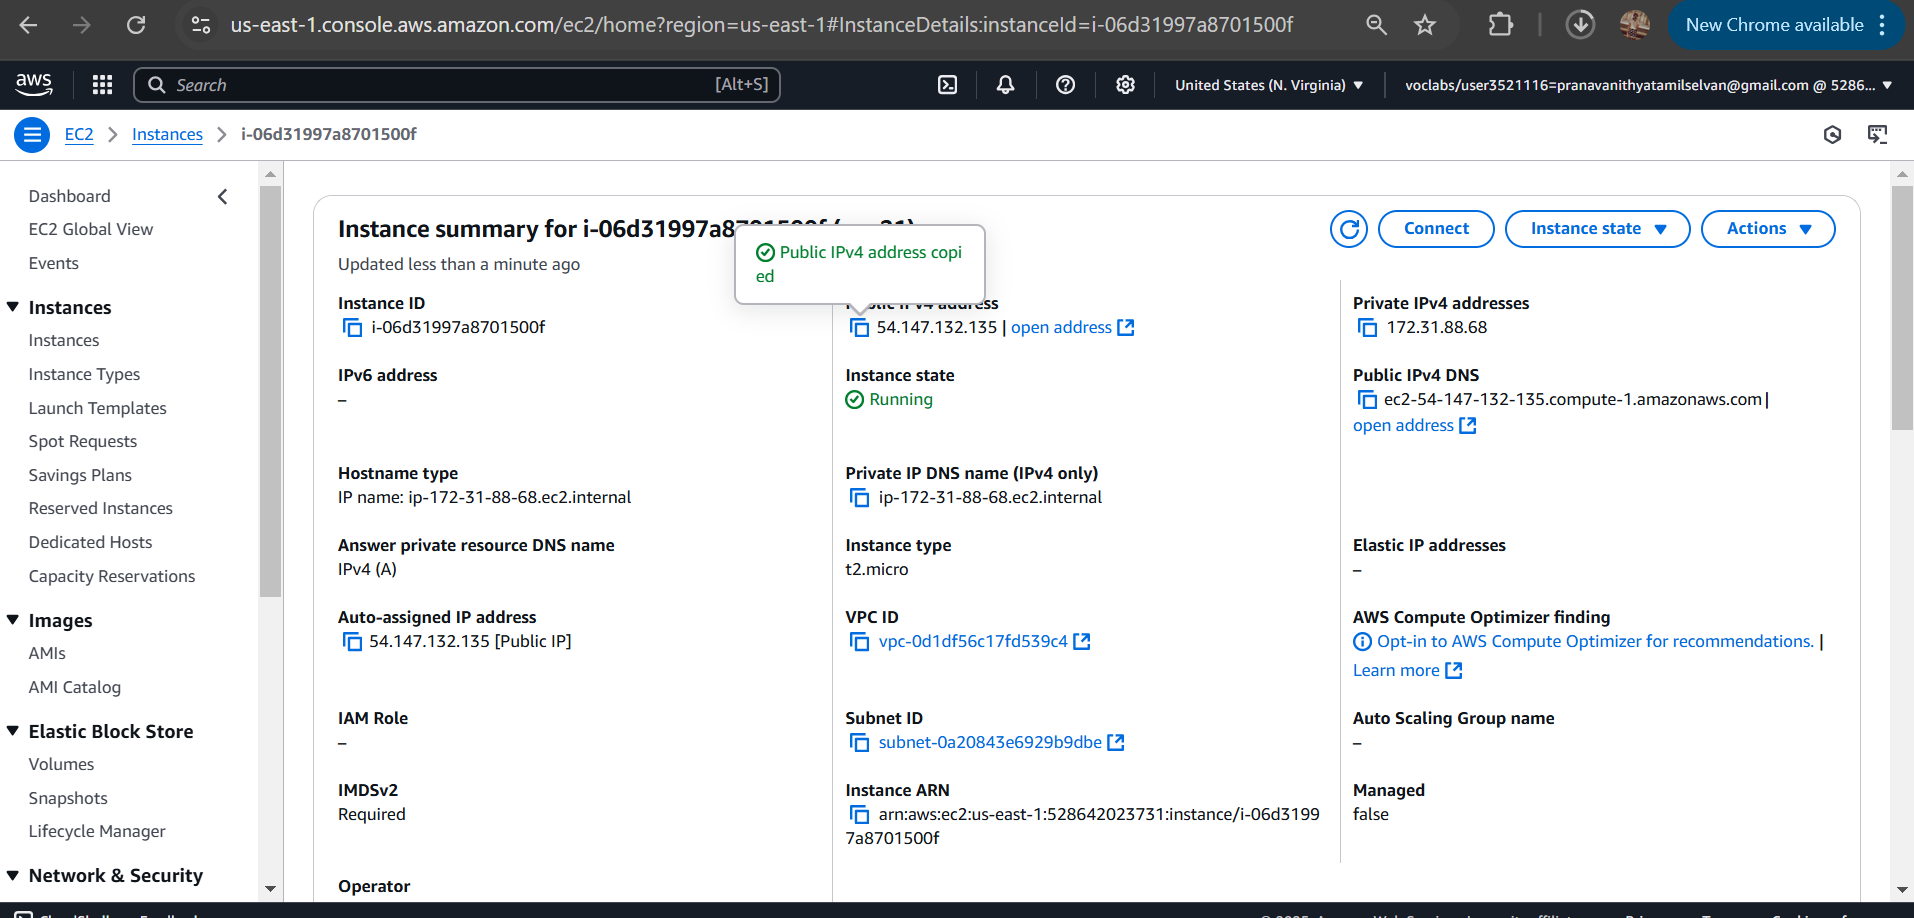 us-east-1.console.aws.amazon.com/ec2/home?region=us-east-1#InstanceDetails:instanceId=i-06d31997a8701500f
New Chrome available
aws
Search
[Alt+S]
United States (N. Virginia)
voclabs/user3521116=pranavanithyatamilselvan@gmail.com @ 5286...
EC2
Instances
i-06d31997a8701500f
Dashboard
EC2 Global View
Events
Instances
Instances
Instance Types
Launch Templates
Spot Requests
Savings Plans
Reserved Instances
Dedicated Hosts
Capacity Reservations
Images
AMIs
AMI Catalog
Elastic Block Store
Volumes
Snapshots
Lifecycle Manager
Network & Security
Instance summary for i-06d31997a8701500f
Connect
Instance state
Actions
Updated less than a minute ago
Public IPv4 address copi
ed
Instance ID
i-06d31997a8701500f
Public IPv4 address
54.147.132.135 | open address
Private IPv4 addresses
172.31.88.68
IPv6 address
–
Instance state
Running
Public IPv4 DNS
ec2-54-147-132-135.compute-1.amazonaws.com |
open address
Hostname type
IP name: ip-172-31-88-68.ec2.internal
Private IP DNS name (IPv4 only)
ip-172-31-88-68.ec2.internal
Answer private resource DNS name
IPv4 (A)
Instance type
t2.micro
Elastic IP addresses
–
Auto-assigned IP address
54.147.132.135 [Public IP]
VPC ID
vpc-0d1df56c17fd539c4
AWS Compute Optimizer finding
Opt-in to AWS Compute Optimizer for recommendations. |
Learn more
IAM Role
–
Subnet ID
subnet-0a20843e6929b9dbe
Auto Scaling Group name
–
IMDSv2
Required
Instance ARN
arn:aws:ec2:us-east-1:528642023731:instance/i-06d3199
7a8701500f
Managed
false
Operator